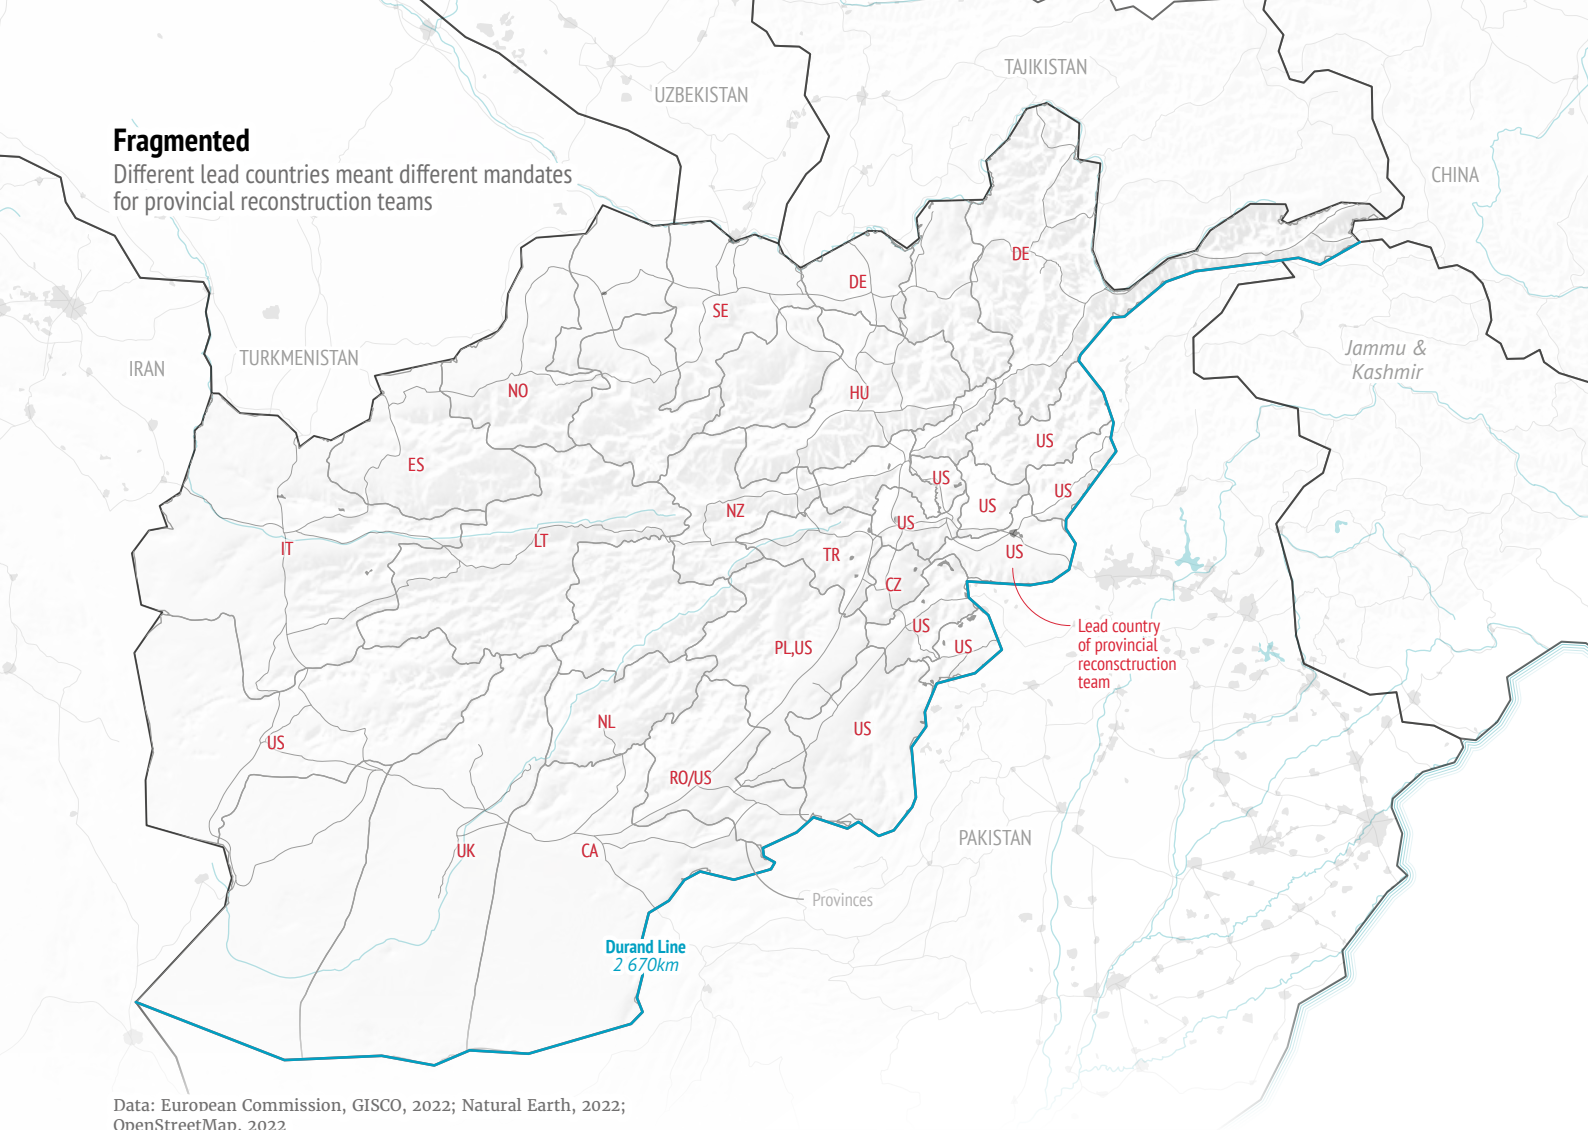 TAJIKISTAN
UZBEKISTAN
Fragmented
Different lead countries meant different mandates
for provincial reconstruction teams
CHINA
DE
DE
SE
Jammu &
Kashmir
TURKMENISTAN
IRAN
NO
HU
US
ES
US
US
US
NZ
US
LT
IT
TR
US
CZ
US
Lead country
of provincial
reconsctruction
team
PL,US
US
NL
US
US
RO/US
PAKISTAN
UK
CA
Provinces
Durand Line
2 670km
Data: European Commission, GISCO, 2022; Natural Earth, 2022;
OpenStreetMap, 2022